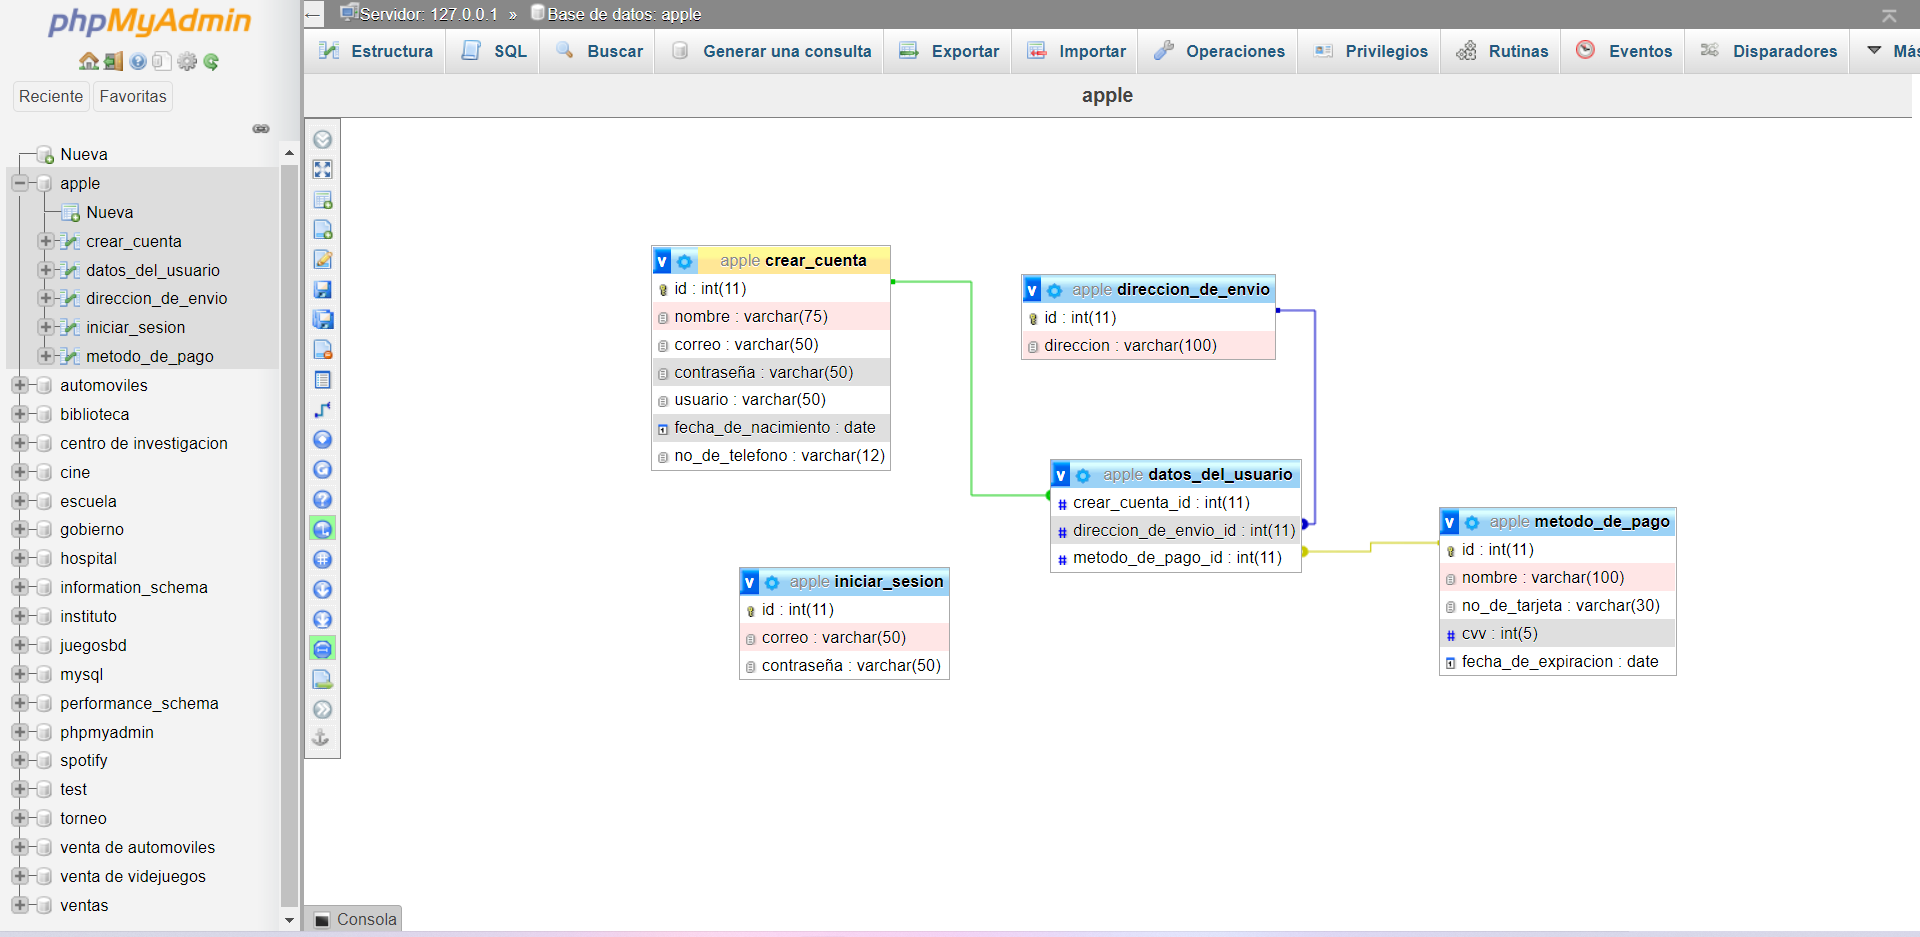 phpMyAdmin
Reciente Favoritas
Nueva
apple
Nueva
crear_cuenta
datos_del_usuario
direccion_de_envio
iniciar_sesion
metodo_de_pago
automoviles
biblioteca
centro de investigacion
cine
escuela
gobierno
hospital
information_schema
instituto
juegosbd
mysql
performance_schema
phpmyadmin
spotify
test
torneo
venta de automoviles
venta de videjuegos
ventas
Servidor: 127.0.0.1 » Base de datos: apple
Estructura SQL Buscar Generar una consulta Exportar Importar Operaciones Privilegios Rutinas Eventos Disparadores Más
apple
v apple crear_cuenta
id : int(11)
nombre : varchar(75)
correo : varchar(50)
contraseña : varchar(50)
usuario : varchar(50)
fecha_de_nacimiento : date
no_de_telefono : varchar(12)
v apple direccion_de_envio
id : int(11)
direccion : varchar(100)
v apple datos_del_usuario
# crear_cuenta_id : int(11)
# direccion_de_envio_id : int(11)
# metodo_de_pago_id : int(11)
v apple metodo_de_pago
id : int(11)
nombre : varchar(100)
no_de_tarjeta : varchar(30)
# cvv : int(5)
fecha_de_expiracion : date
v apple iniciar_sesion
id : int(11)
correo : varchar(50)
contraseña : varchar(50)
Consola